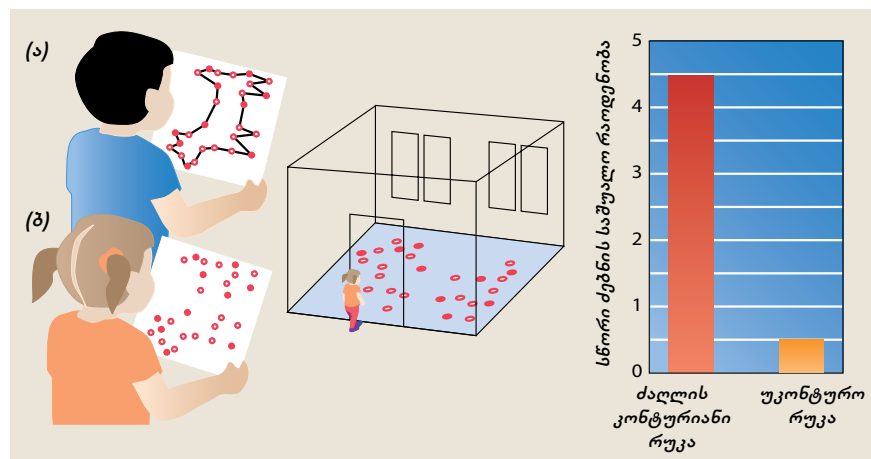 (ა)
(ბ)
სწორი ძებნის საშუალო რაოდენობა
5
4
3
2
1
0
ძაღლის
კონტურიანი
რუკა
უკონტურო
რუკა